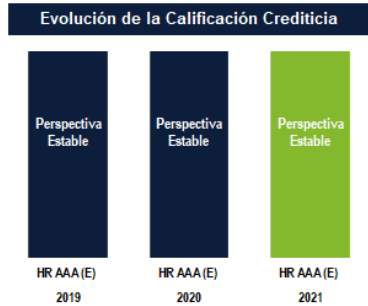 Evolución de la Calificación Crediticia
Perspectiva Estable
Perspectiva Estable
Perspectiva Estable
HR AAA (E)
HR AAA (E)
HR AAA (E)
2019
2020
2021